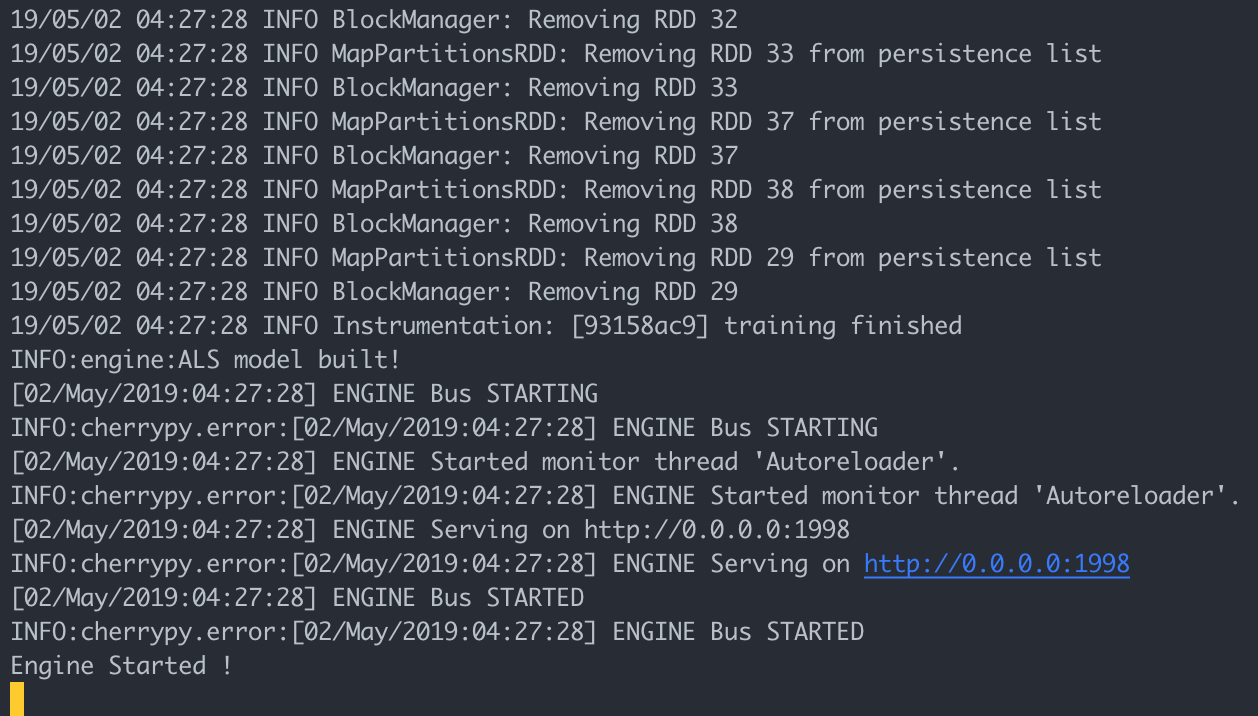 19/05/02 04:27:28 INFO BlockManager: Removing RDD 32
19/05/02 04:27:28 INFO MapPartitionsRDD: Removing RDD 33 from persistence list
19/05/02 04:27:28 INFO BlockManager: Removing RDD 33
19/05/02 04:27:28 INFO MapPartitionsRDD: Removing RDD 37 from persistence list
19/05/02 04:27:28 INFO BlockManager: Removing RDD 37
19/05/02 04:27:28 INFO MapPartitionsRDD: Removing RDD 38 from persistence list
19/05/02 04:27:28 INFO BlockManager: Removing RDD 38
19/05/02 04:27:28 INFO MapPartitionsRDD: Removing RDD 29 from persistence list
19/05/02 04:27:28 INFO BlockManager: Removing RDD 29
19/05/02 04:27:28 INFO Instrumentation: [93158ac9] training finished
INFO:engine:ALS model built!
[02/May/2019:04:27:28] ENGINE Bus STARTING
INFO:cherrypy.error:[02/May/2019:04:27:28] ENGINE Bus STARTING
[02/May/2019:04:27:28] ENGINE Started monitor thread 'Autoreloader'.
INFO:cherrypy.error:[02/May/2019:04:27:28] ENGINE Started monitor thread 'Autoreloader'.
[02/May/2019:04:27:28] ENGINE Serving on http://0.0.0.0:1998
INFO:cherrypy.error:[02/May/2019:04:27:28] ENGINE Serving on http://0.0.0.0:1998
[02/May/2019:04:27:28] ENGINE Bus STARTED
INFO:cherrypy.error:[02/May/2019:04:27:28] ENGINE Bus STARTED
Engine Started !